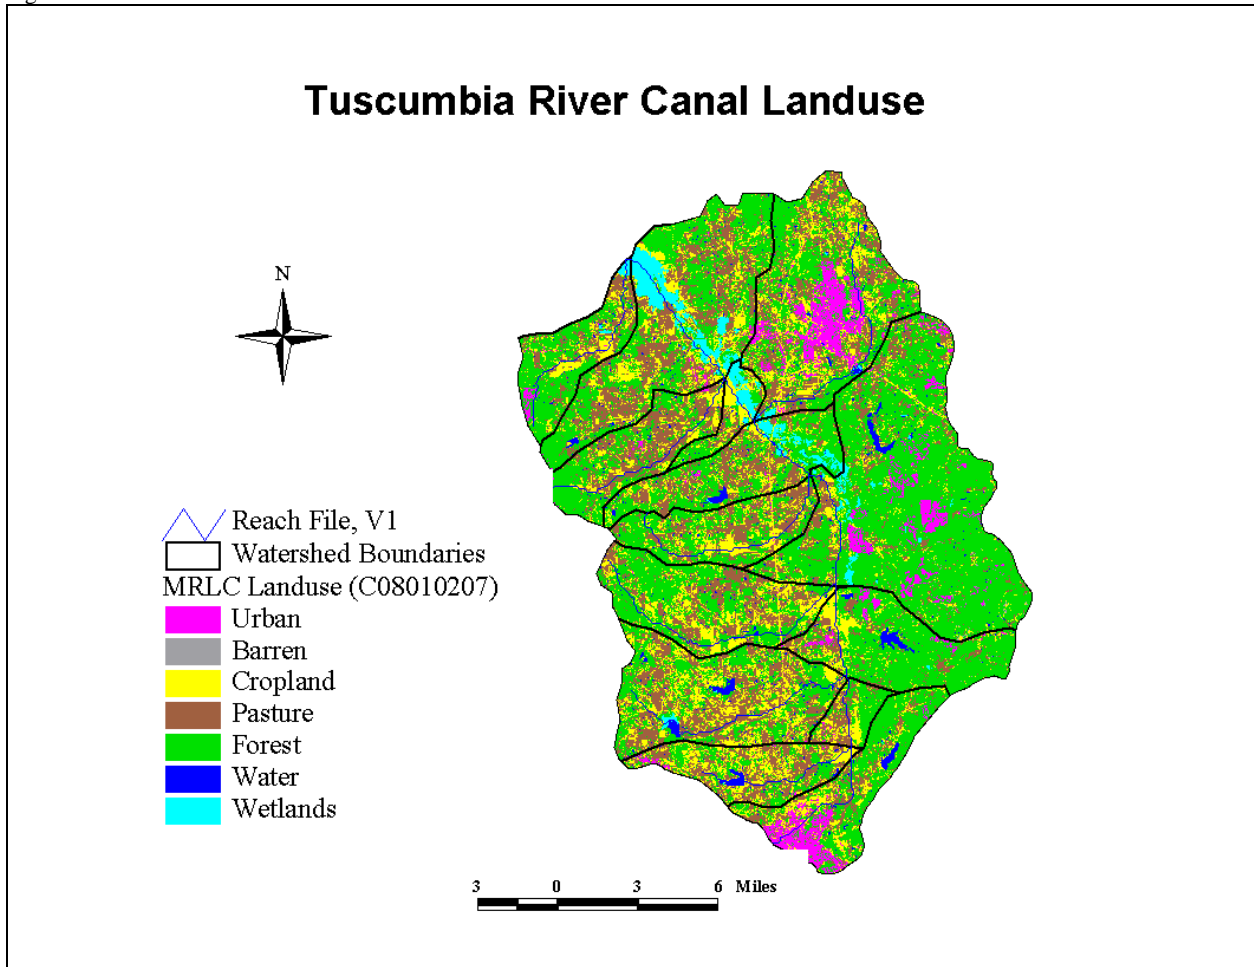 Tuscumbia River Canal Landuse
N
Reach File, V1
Watershed Boundaries
MRLC Landuse (C08010207)
Urban
Barren
Cropland
Pasture
Forest
Water
Wetlands
3 0 3 6 Miles